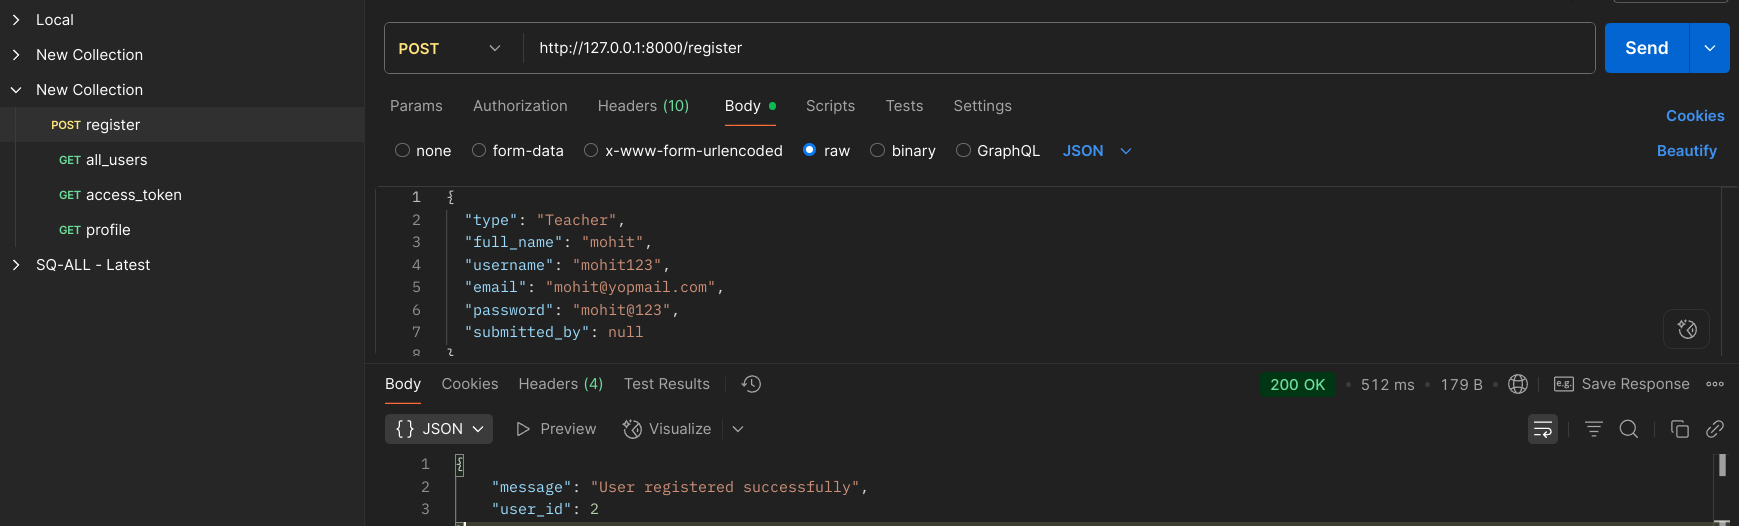 Local
New Collection
New Collection
POST register
GET all_users
GET access_token
GET profile
SQ-ALL - Latest
POST http://127.0.0.1:8000/register Send
Params Authorization Headers (10) Body Scripts Tests Settings Cookies
none form-data x-www-form-urlencoded raw binary GraphQL JSON Beautify
1 {
2 "type": "Teacher",
3 "full_name": "mohit",
4 "username": "mohit123",
5 "email": "mohit@yopmail.com",
6 "password": "mohit@123",
7 "submitted_by": null
8 }
Body Cookies Headers (4) Test Results 200 OK 512 ms 179 B e.g. Save Response
{} JSON Preview Visualize
1 {
2 "message": "User registered successfully",
3 "user_id": 2